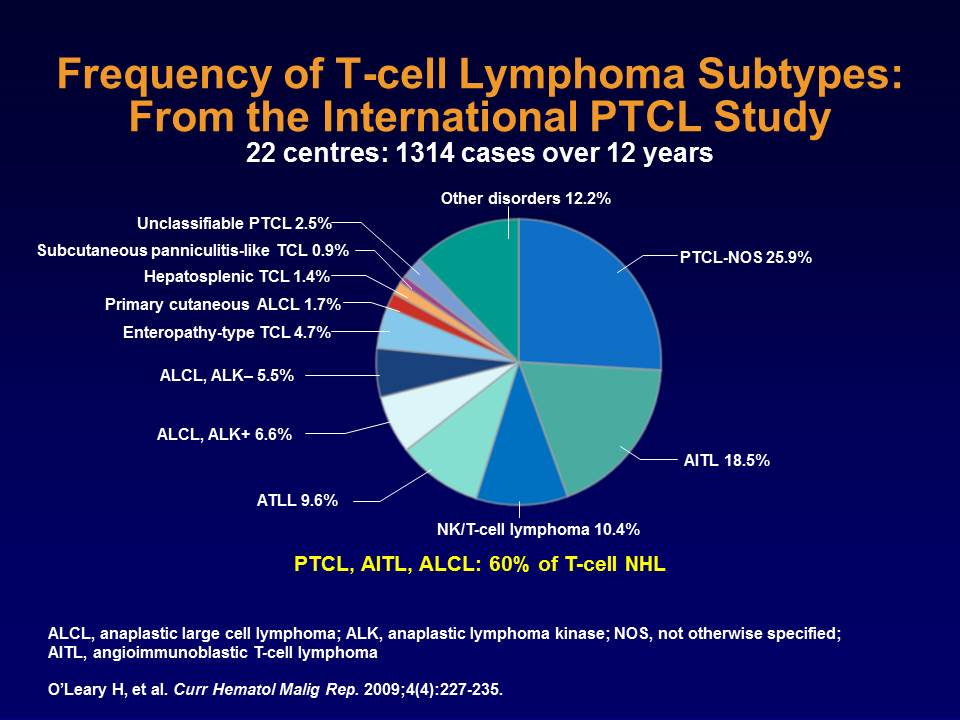 Frequency of T-cell Lymphoma Subtypes:
From the International PTCL Study
22 centres: 1314 cases over 12 years
Other disorders 12.2%
Unclassifiable PTCL 2.5%
Subcutaneous panniculitis-like TCL 0.9%
Hepatosplenic TCL 1.4%
Primary cutaneous ALCL 1.7%
Enteropathy-type TCL 4.7%
ALCL, ALK– 5.5%
ALCL, ALK+ 6.6%
ATLL 9.6%
PTCL-NOS 25.9%
AITL 18.5%
NK/T-cell lymphoma 10.4%
PTCL, AITL, ALCL: 60% of T-cell NHL
ALCL, anaplastic large cell lymphoma; ALK, anaplastic lymphoma kinase; NOS, not otherwise specified;
AITL, angioimmunoblastic T-cell lymphoma
O’Leary H, et al. Curr Hematol Malig Rep. 2009;4(4):227-235.